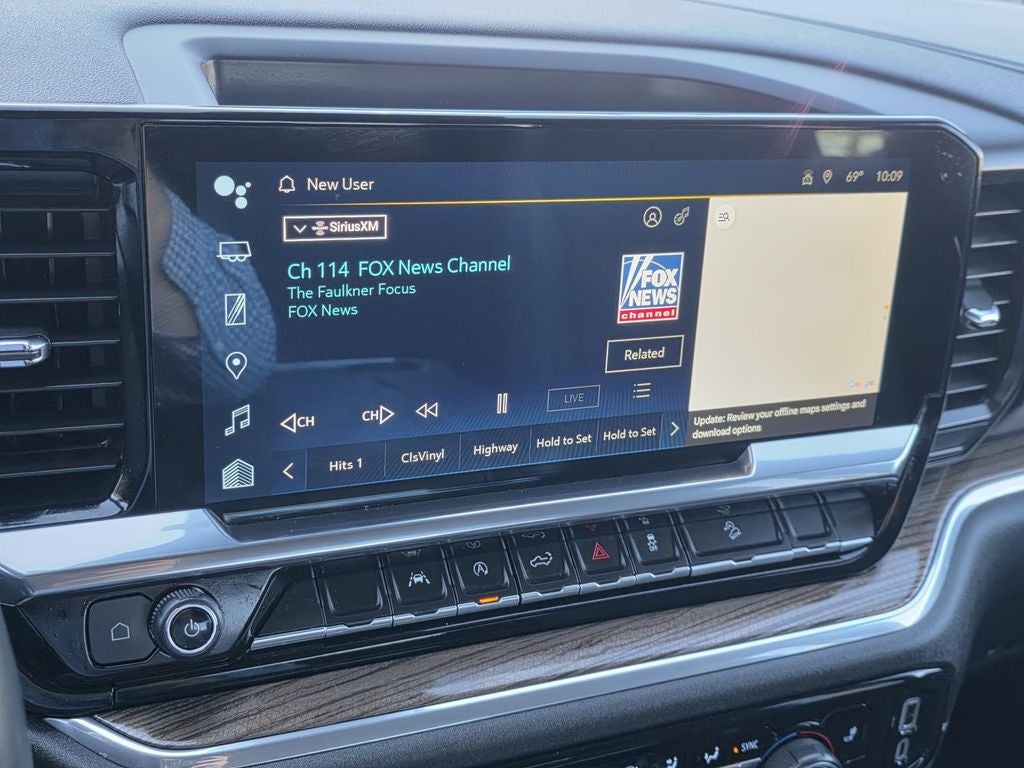 New User
69° 10:09
SiriusXM
Ch 114 FOX News Channel
The Faulkner Focus
FOX News
FOX
NEWS
channel
Related
CH
CH
LIVE
Hits 1
ClsVinyl
Highway
Hold to Set
Hold to Set
Google
Update: Review your offline maps settings and
download options
A
SYNC